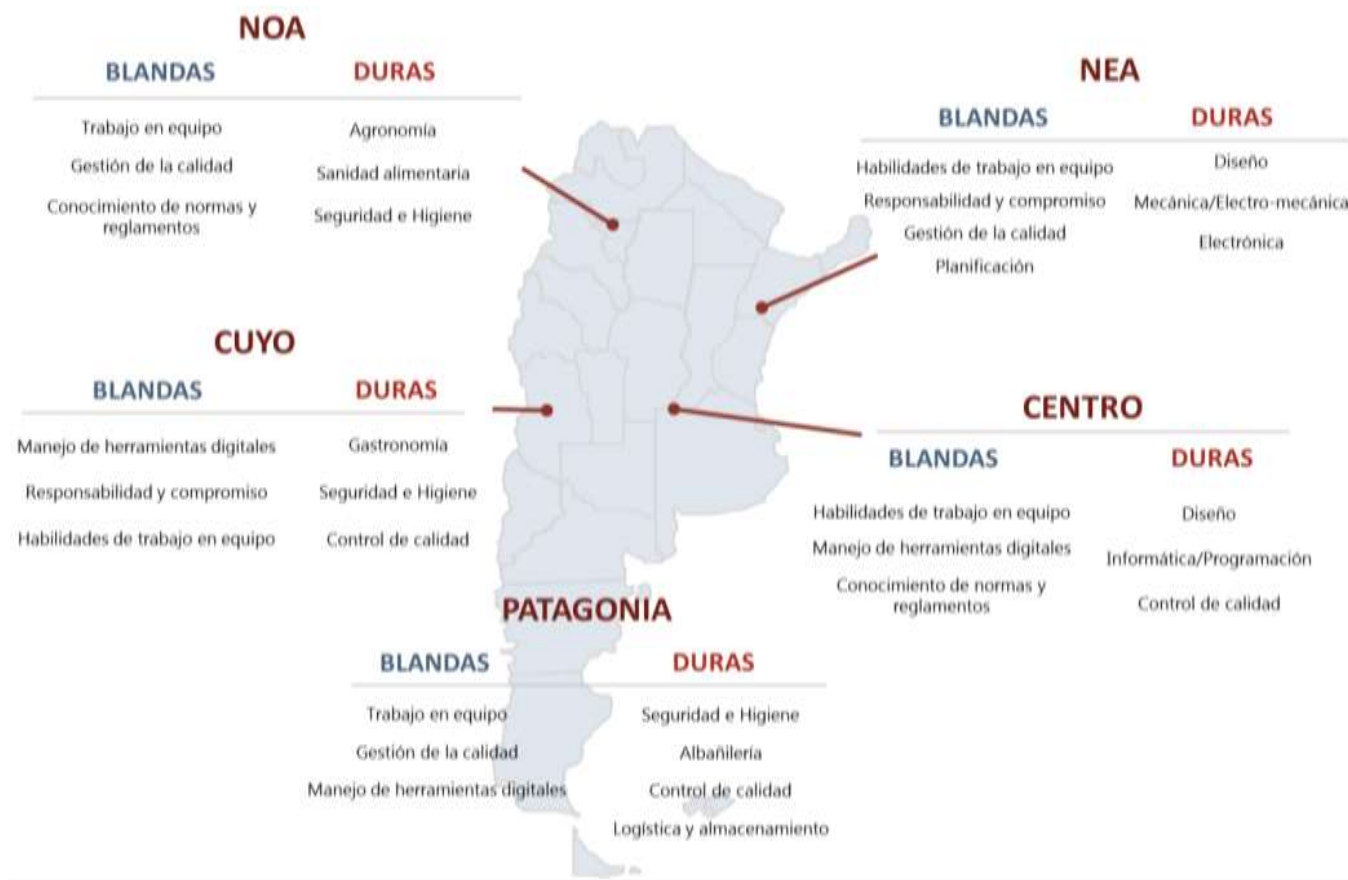 NOA
BLANDAS
DURAS
Trabajo en equipo
Agronomía
Gestión de la calidad
Sanidad alimentaria
Conocimiento de normas y
reglamentos
Seguridad e Higiene
NEA
BLANDAS
DURAS
Habilidades de trabajo en equipo
Diseño
Responsabilidad y compromiso
Mecánica/Electro-mecánica
Gestión de la calidad
Electrónica
Planificación
CUYO
BLANDAS
DURAS
Manejo de herramientas digitales
Gastronomía
Responsabilidad y compromiso
Seguridad e Higiene
Habilidades de trabajo en equipo
Control de calidad
CENTRO
BLANDAS
DURAS
Habilidades de trabajo en equipo
Diseño
Manejo de herramientas digitales
Informática/Programación
Conocimiento de normas y
reglamentos
Control de calidad
PATAGONIA
BLANDAS
DURAS
Trabajo en equipo
Seguridad e Higiene
Gestión de la calidad
Albañilería
Manejo de herramientas digitales
Control de calidad
Logística y almacenamiento